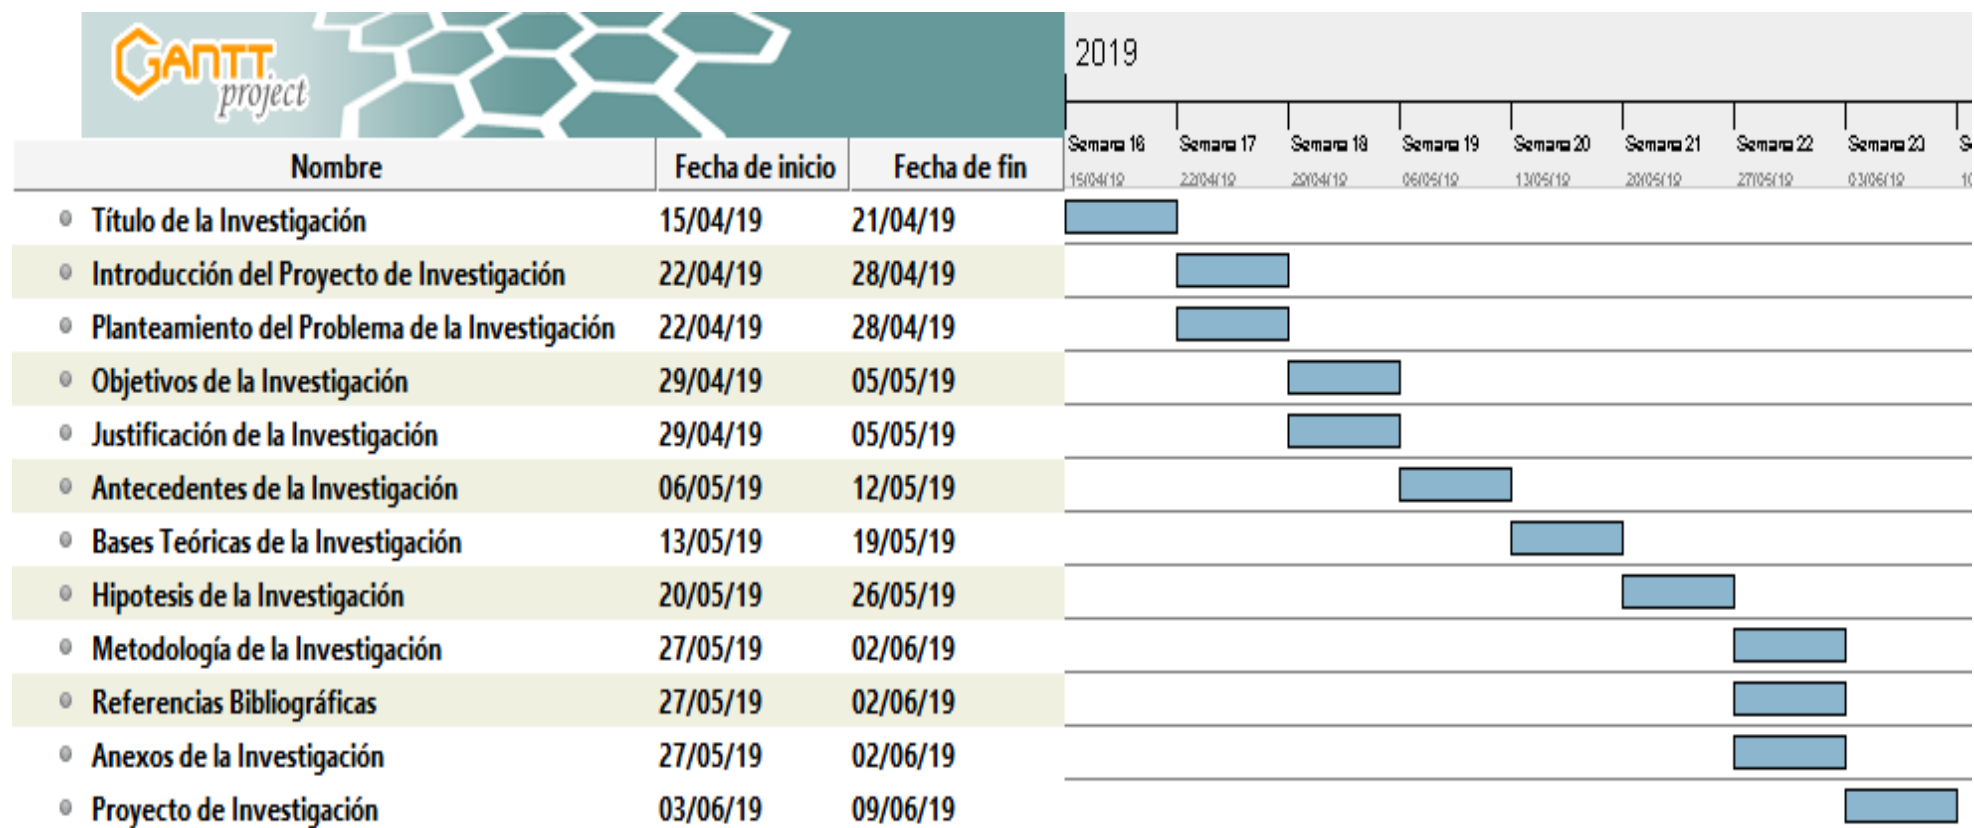 GANTT
project
2019
Semana 16 Semana 17 Semana 18 Semana 19 Semana 20 Semana 21 Semana 22 Semana 23
Nombre Fecha de inicio Fecha de fin
15/04/19 22/04/19 29/04/19 06/05/19 13/05/19 20/05/19 27/05/19 03/06/19
Título de la Investigación 15/04/19 21/04/19
Introducción del Proyecto de Investigación 22/04/19 28/04/19
Planteamiento del Problema de la Investigación 22/04/19 28/04/19
Objetivos de la Investigación 29/04/19 05/05/19
Justificación de la Investigación 29/04/19 05/05/19
Antecedentes de la Investigación 06/05/19 12/05/19
Bases Teóricas de la Investigación 13/05/19 19/05/19
Hipotesis de la Investigación 20/05/19 26/05/19
Metodología de la Investigación 27/05/19 02/06/19
Referencias Bibliográficas 27/05/19 02/06/19
Anexos de la Investigación 27/05/19 02/06/19
Proyecto de Investigación 03/06/19 09/06/19